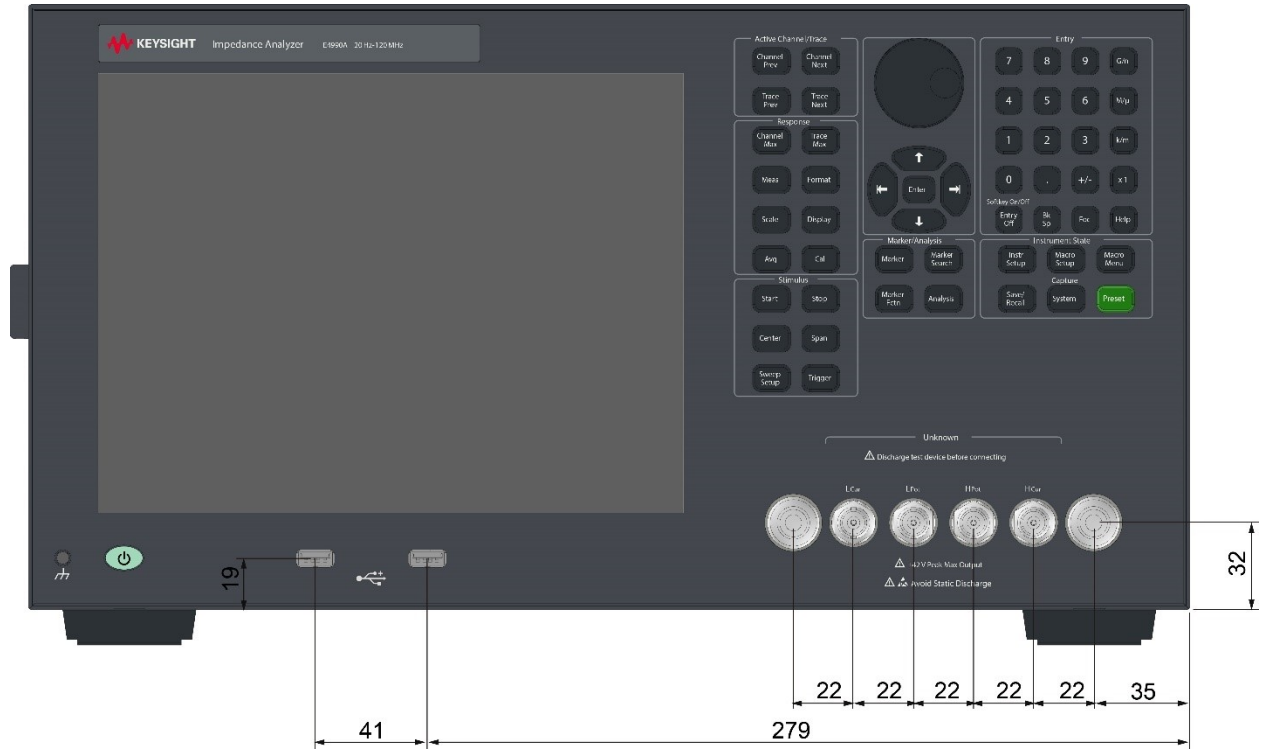 KEYSIGHT Impedance Analyzer E4990A 20 Hz-120 MHz
Active Channel/Trace
Channel Prev
Channel Next
Trace Prev
Trace Next
Response
Channel Max
Trace Max
Meas
Format
Scale
Display
Avg
Cal
Stimulus
Start
Stop
Center
Span
Sweep Setup
Trigger
Enter
Marker/Analysis
Marker
Marker Search
Marker Fctn
Analysis
Entry
7 8 9 G/n
4 5 6 M/μ
1 2 3 k/m
0 . +/- x1
Softkey On/Off
Entry Off
Bk Sp
Foc
Help
Instrument State
Instr Setup
Macro Setup
Macro Menu
Capture
Save/ Recall
System
Preset
Unknown
Discharge test device before connecting
LCur LPot HPot HCur
42V Peak Max Output
Avoid Static Discharge
19
32
22 22 22 22 22 35
41 279